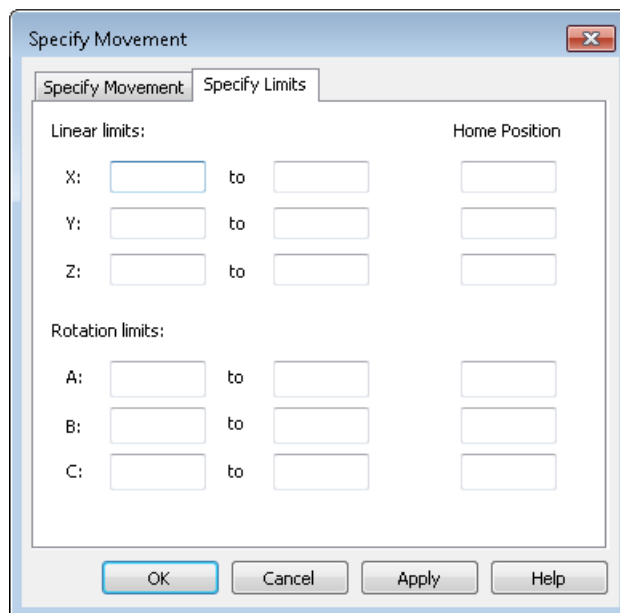 Specify Movement
Specify Movement Specify Limits
Linear limits: Home Position
X: to
Y: to
Z: to
Rotation limits:
A: to
B: to
C: to
OK Cancel Apply Help